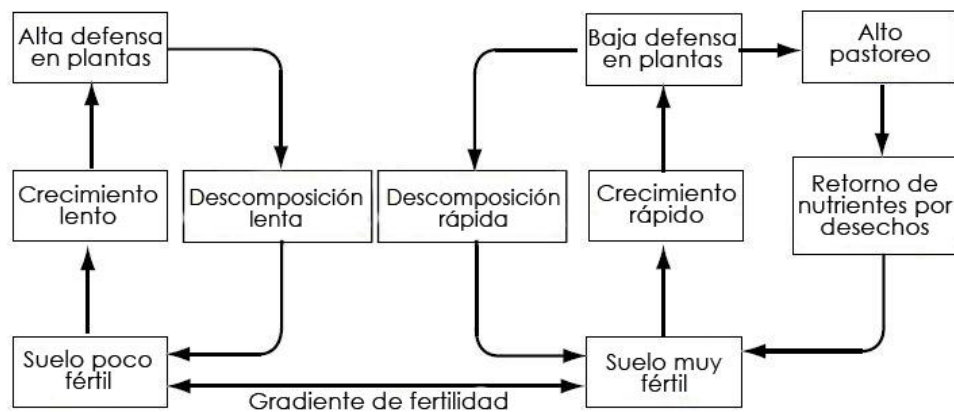 Alta defensa
en plantas
Baja defensa
en plantas
Alto
pastoreo
Crecimiento
lento
Descomposición
lenta
Descomposición
rápida
Crecimiento
rápido
Retorno de
nutrientes por
desechos
Suelo poco
fértil
Suelo muy
fértil
Gradiente de fertilidad